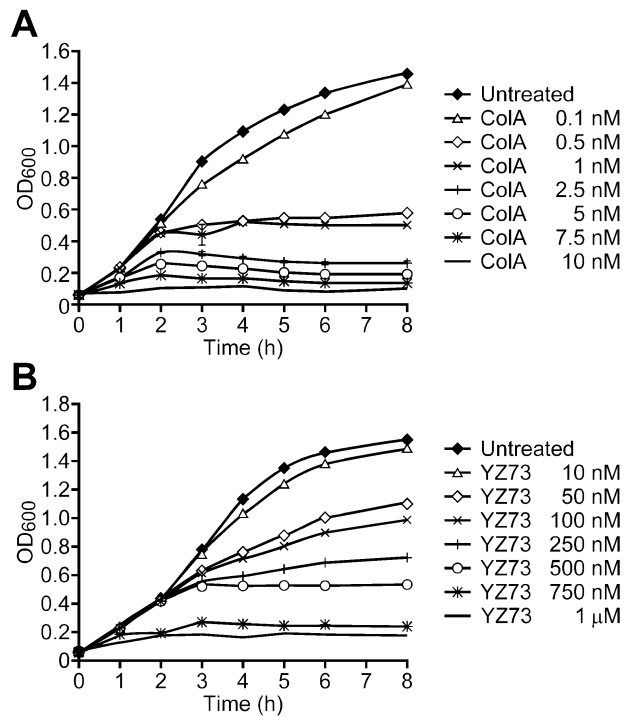 A
1.6
1.6
1.4
1.2
1.0
0.8
0.6
0.4
0.2
0
OD600
0 1 2 3 4 5 6 7 8
Time (h)
Untreated
ColA 0.1 nM
ColA 0.5 nM
ColA 1 nM
ColA 2.5 nM
ColA 5 nM
ColA 7.5 nM
ColA 10 nM
B
1.8
1.6
1.4
1.2
1.0
0.8
0.6
0.4
0.2
0
OD600
0 1 2 3 4 5 6 7 8
Time (h)
Untreated
YZ73 10 nM
YZ73 50 nM
YZ73 100 nM
YZ73 250 nM
YZ73 500 nM
YZ73 750 nM
YZ73 1 μM